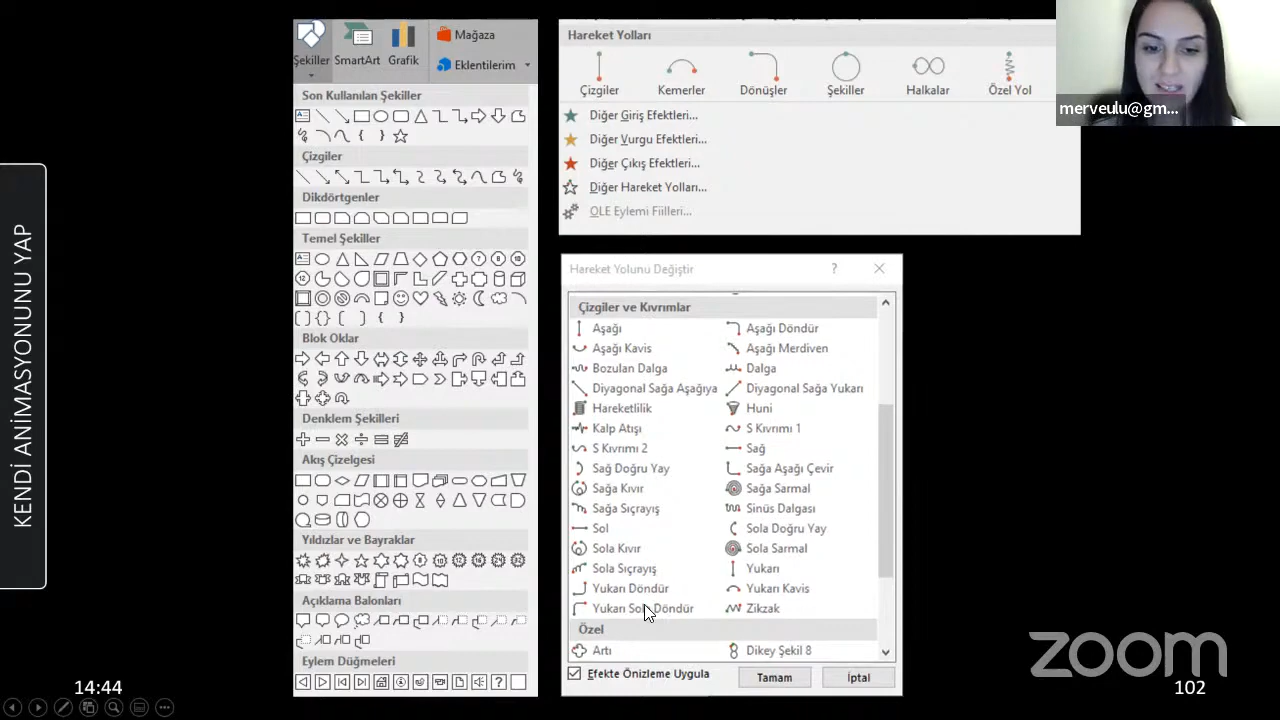 KENDİ ANİMASYONUNU YAP
Şekiller
SmartArt
Grafik
Mağaza
Eklentilerim
Son Kullanılan Şekiller
Çizgiler
Dikdörtgenler
Temel Şekiller
Blok Oklar
Denklem Şekilleri
Akış Çizelgesi
Yıldızlar ve Bayraklar
Açıklama Balonları
Eylem Düğmeleri
Hareket Yolları
Çizgiler
Kemerler
Dönüşler
Şekiller
Halkalar
Özel Yol
Diğer Giriş Efektleri...
Diğer Vurgu Efektleri...
Diğer Çıkış Efektleri...
Diğer Hareket Yolları...
OLE Eylemi Fiilleri...
Hareket Yolunu Değiştir
Çizgiler ve Kıvrımlar
Aşağı
Aşağı Döndür
Aşağı Kavis
Aşağı Merdiven
Bozulan Dalga
Dalga
Diyagonal Sağa Aşağıya
Diyagonal Sağa Yukarı
Hareketlilik
Huni
Kalp Atışı
S Kıvrımı 1
S Kıvrımı 2
Sağ
Sağ Doğru Yay
Sağa Aşağı Çevir
Sağa Kıvır
Sağa Sarmal
Sağa Sıçrayış
Sinüs Dalgası
Sol
Sola Doğru Yay
Sola Kıvır
Sola Sarmal
Sola Sıçrayış
Yukarı
Yukarı Döndür
Yukarı Kavis
Yukarı Sola Döndür
Zikzak
Özel
Artı
Dikey Şekil 8
Efekte Önizleme Uygula
Tamam
İptal
merveulu@gm...
zoom
14:44
102